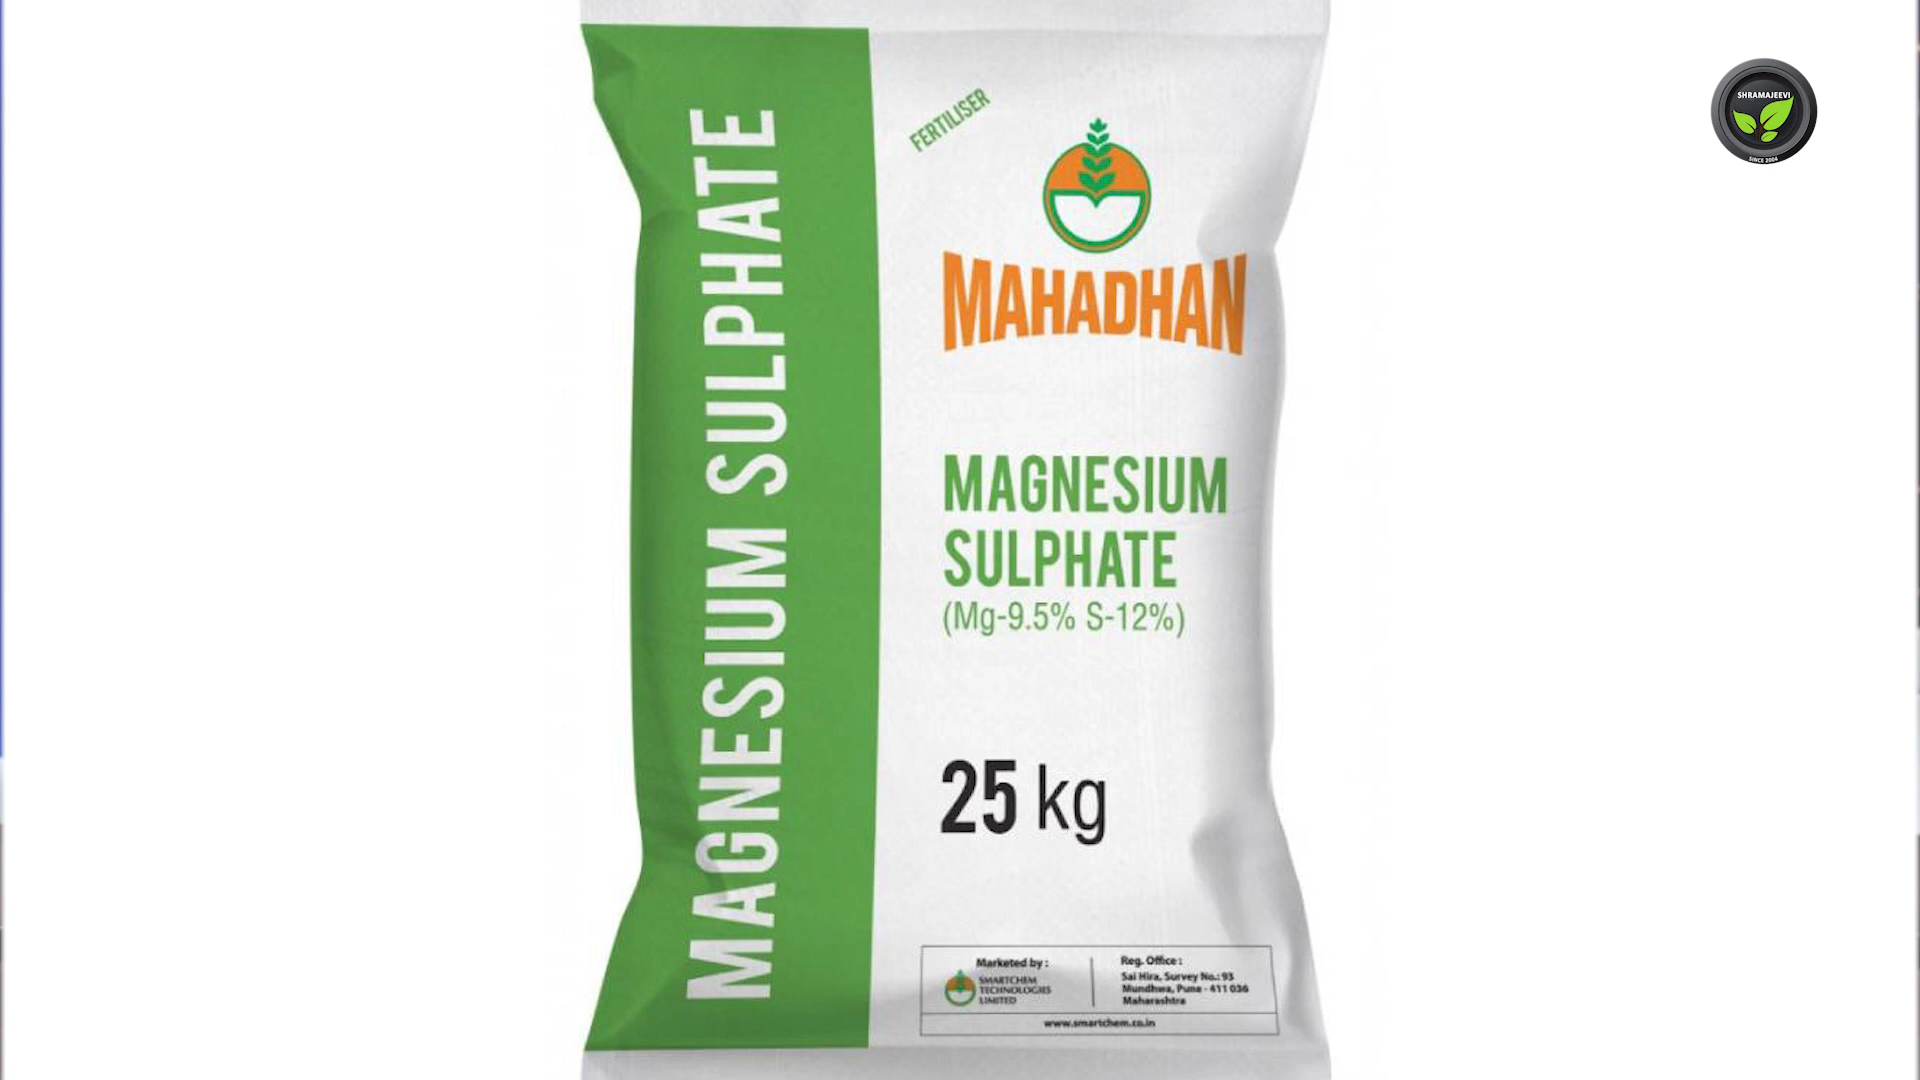 MAGNESIUM SULPHATE
FERTILISER
MAHADHAN
MAGNESIUM
SULPHATE
(Mg-9.5% S-12%)
25 kg
Marketed by :
SMARTCHEM
TECHNOLOGIES
LIMITED
Reg. Office :
Sai Hira, Survey No.: 93
Mundhwa, Pune - 411 036
Maharashtra
www.smartchem.co.in
SHRAMAJEEVI
SINCE 2004